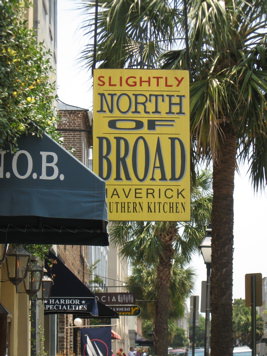 SLIGHTLY
NORTH
OF
BROAD
MAVERICK
SOUTHERN KITCHEN
N.O.B.
HARBOR
SPECIALTIES